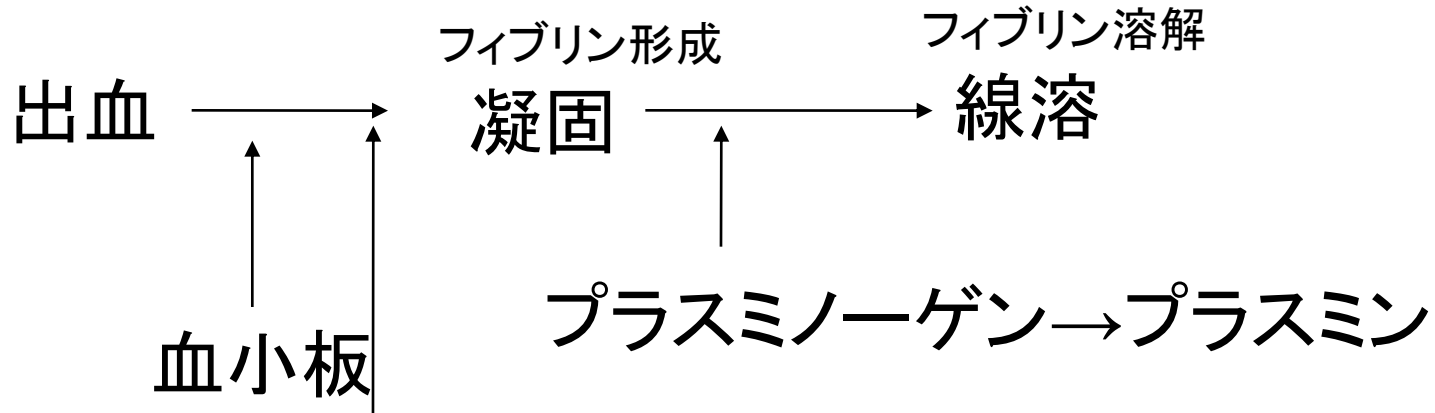 フィブリン形成
フィブリン溶解
出血
凝固
線溶
プラスミノーゲン→プラスミン
血小板